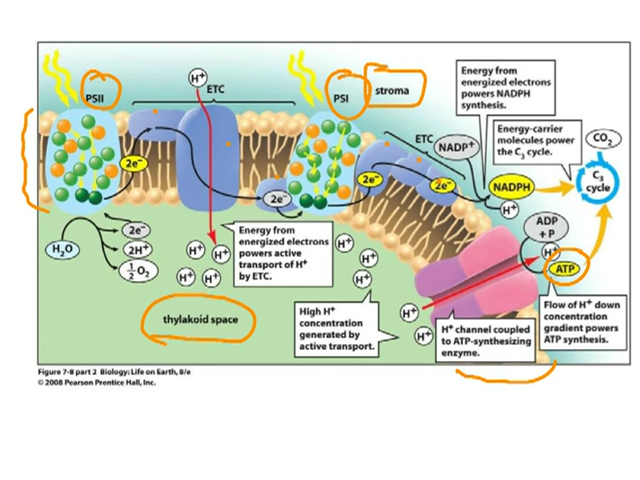 H+
ETC
PSII
PSI
stroma
Energy from
energized electrons
powers NADPH
synthesis.
ETC
NADP+
Energy-carrier
molecules power
the C3 cycle.
CO2
C3
cycle
2e-
2e-
2e-
2e-
NADPH
H+
H2O
2e-
2H+
1/2 O2
H+
H+
H+
H+
Energy from
energized electrons
powers active
transport of H+
by ETC.
H+
H+
H+
ADP
+ P
H+
ATP
thylakoid space
High H+
concentration
generated by
active transport.
H+
H+
H+ channel coupled
to ATP-synthesizing
enzyme.
Flow of H+ down
concentration
gradient powers
ATP synthesis.
Figure 7-8 part 2 Biology: Life on Earth, 8/e
© 2008 Pearson Prentice Hall, Inc.